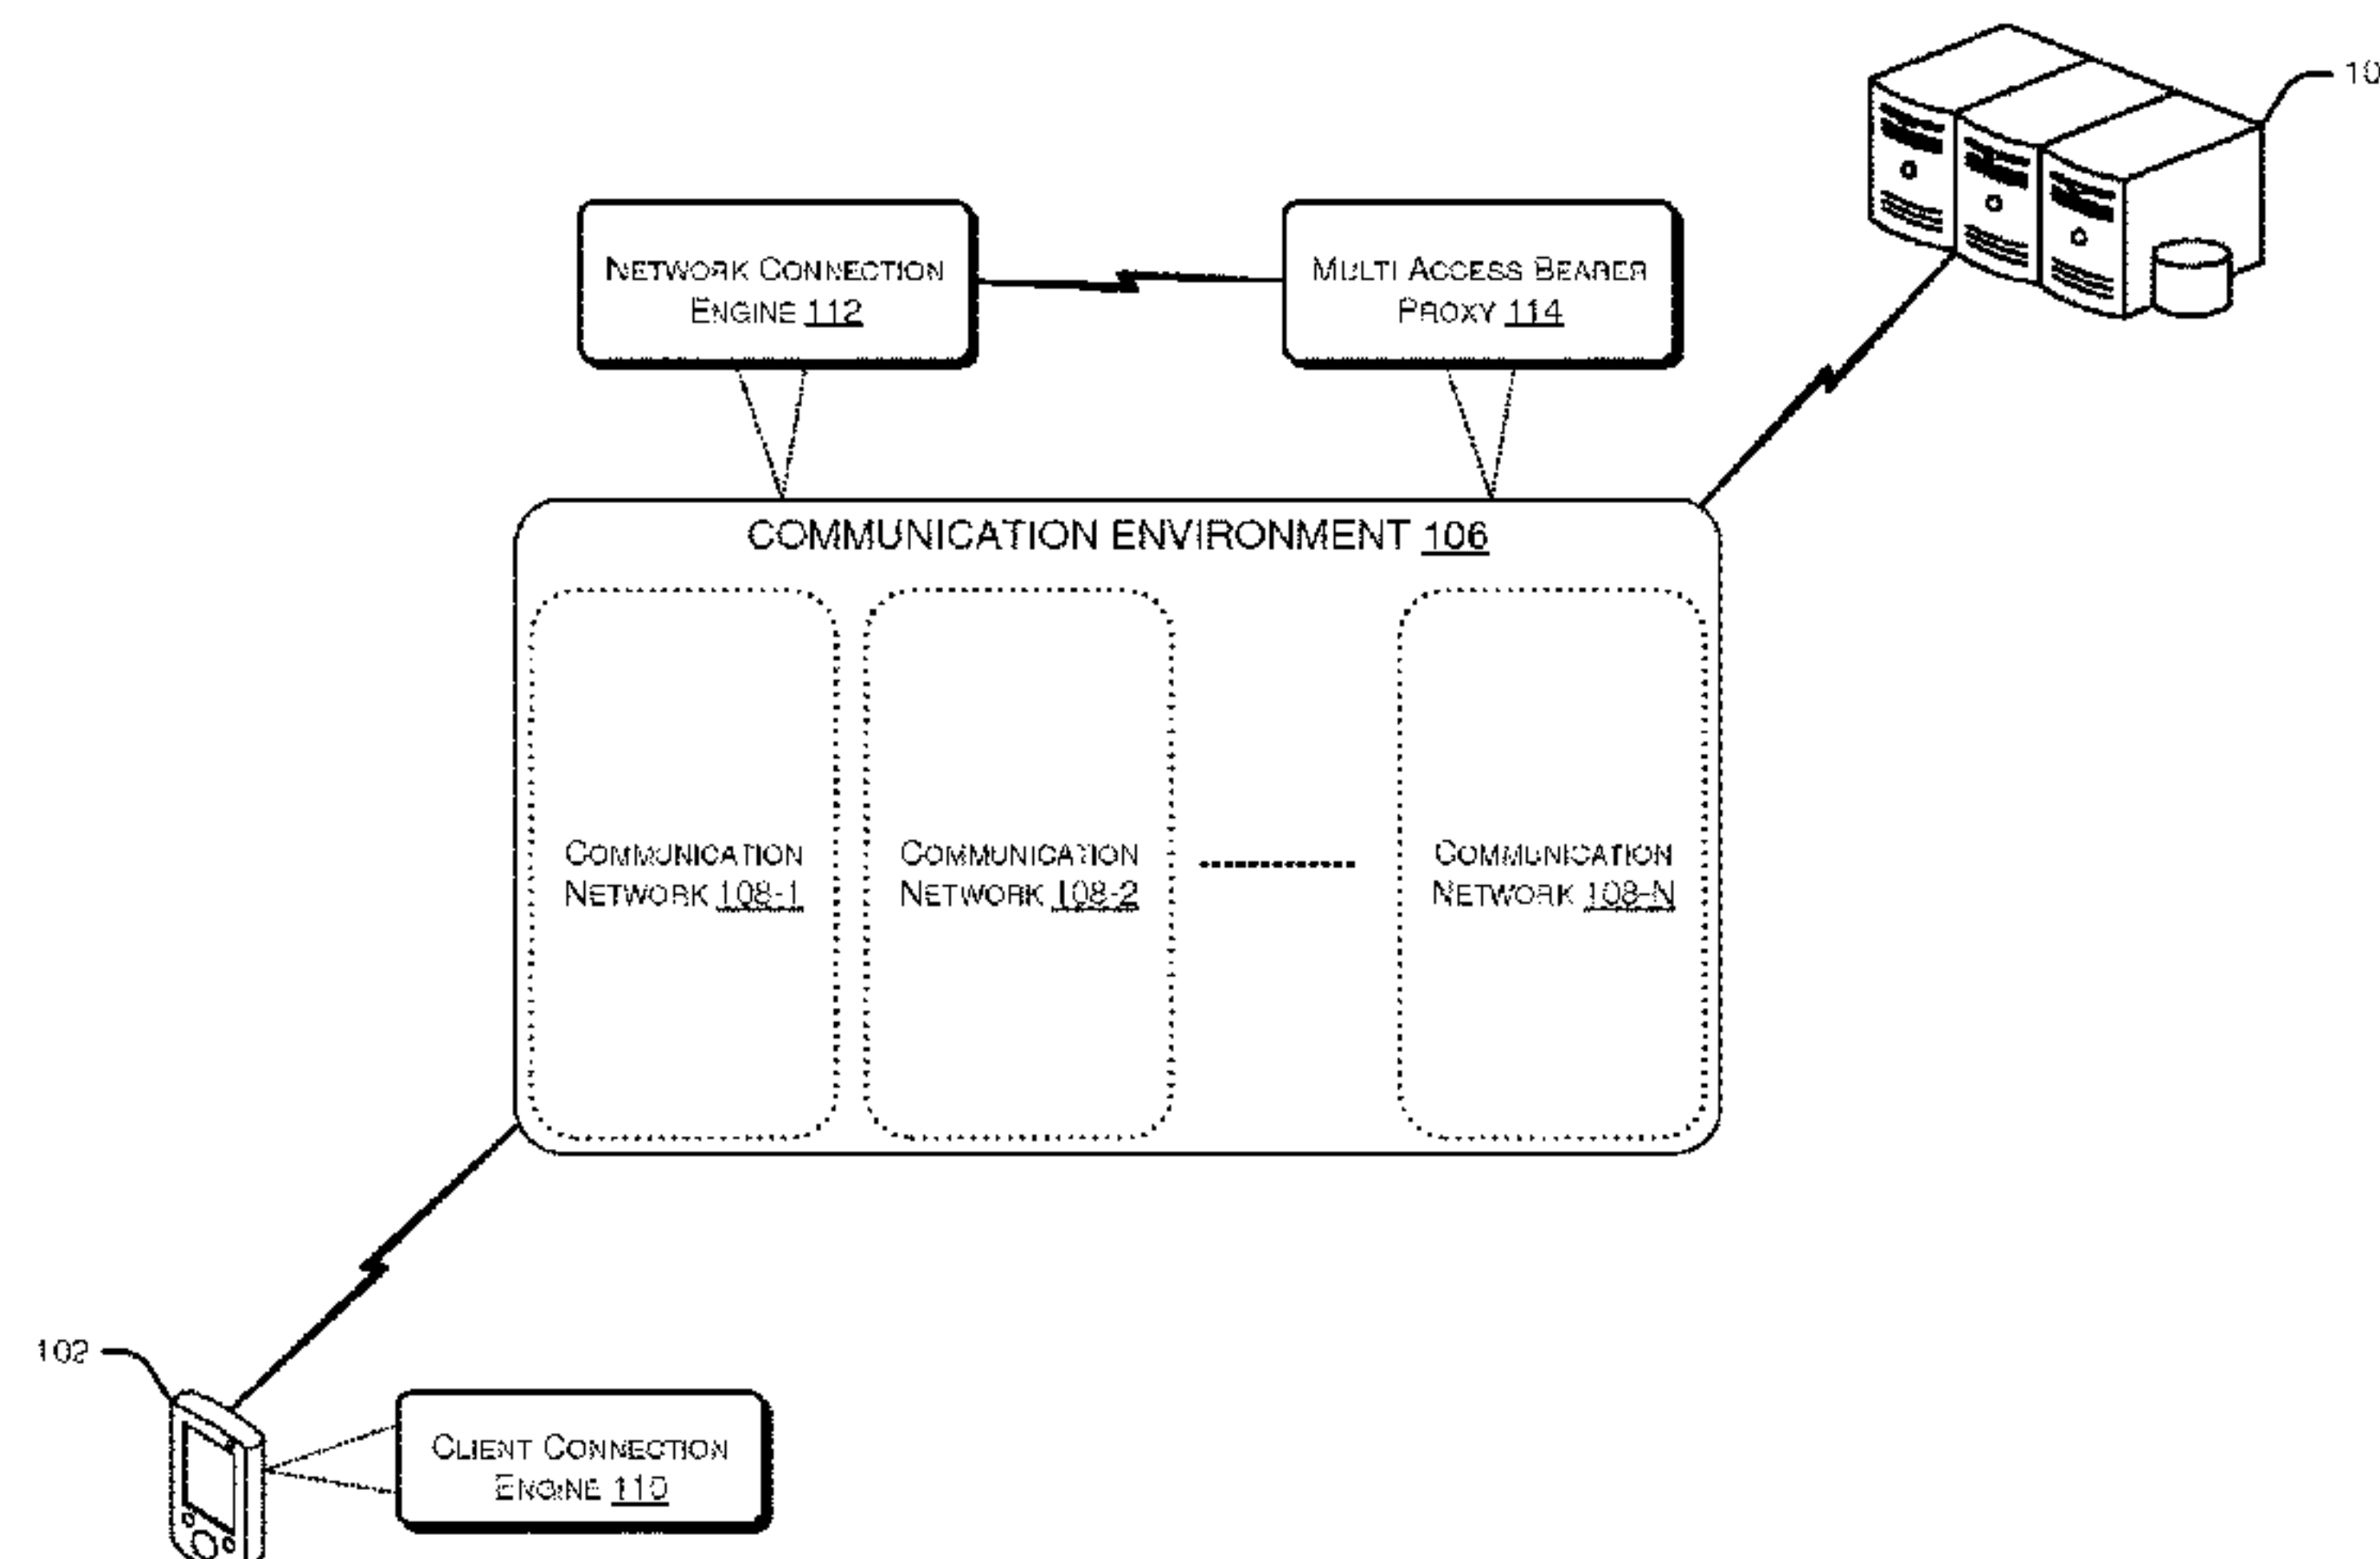 10
NETWORK CONNECTION
ENGINE 112
MULTI ACCESS BEARER
PROXY 114
COMMUNICATION ENVIRONMENT 106
COMMUNICATION
NETWORK 108-1
COMMUNICATION
NETWORK 108-2
COMMUNICATION
NETWORK 108-N
102
CLIENT CONNECTION
ENGINE 110